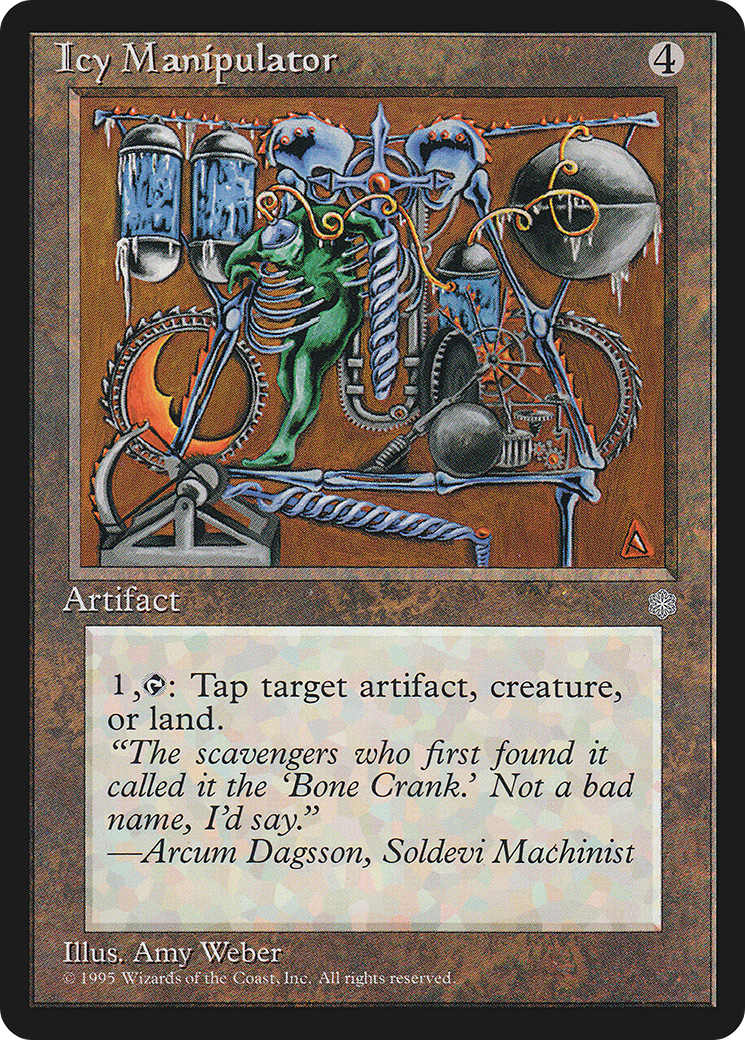 Icy Manipulator
4
Artifact
1,: Tap target artifact, creature,
or land.
“The scavengers who first found it
called it the ‘Bone Crank.’ Not a bad
name, I’d say.”
—Arcum Dagsson, Soldevi Machinist
Illus. Amy Weber
© 1995 Wizards of the Coast, Inc. All rights reserved.